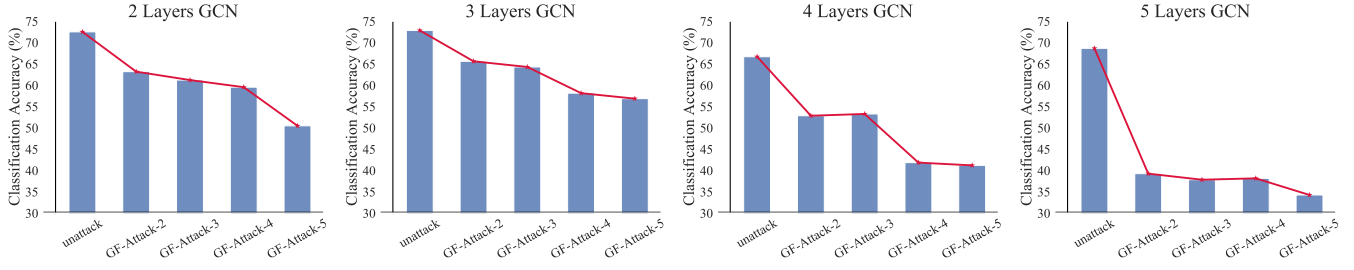 2 Layers GCN
Classification Accuracy (%)
75
70
65
60
55
50
45
40
35
30
unattack
GF-Attack-2
GF-Attack-3
GF-Attack-4
GF-Attack-5
3 Layers GCN
Classification Accuracy (%)
75
70
65
60
55
50
45
40
35
30
unattack
GF-Attack-2
GF-Attack-3
GF-Attack-4
GF-Attack-5
4 Layers GCN
Classification Accuracy (%)
75
70
65
60
55
50
45
40
35
30
unattack
GF-Attack-2
GF-Attack-3
GF-Attack-4
GF-Attack-5
5 Layers GCN
Classification Accuracy (%)
75
70
65
60
55
50
45
40
35
30
unattack
GF-Attack-2
GF-Attack-3
GF-Attack-4
GF-Attack-5